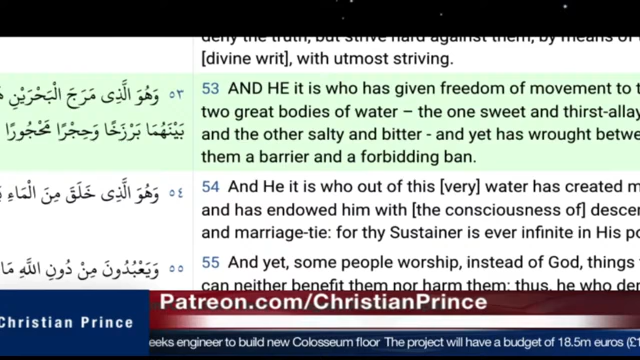 deny the truth, but strive hard against them, by means of
[divine writ], with utmost striving.
٥٣ وَهُوَ الَّذِي مَرَجَ الْبَحْرَيْنِ
53 AND HE it is who has given freedom of movement to
two great bodies of water – the one sweet and thirst-allay
بَيْنَهُمَا بَرْزَخًا وَحِجْرًا مَّحْجُورًا
and the other salty and bitter - and yet has wrought betwe
them a barrier and a forbidding ban.
٥٤ وَهُوَ الَّذِي خَلَقَ مِنَ الْمَاءِ
54 And He it is who out of this [very] water has created m
and has endowed him with [the consciousness of] descen
and marriage-tie: for thy Sustainer is ever infinite in His po
٥٥ وَيَعْبُدُونَ مِنْ دُونِ اللَّهِ مَا
55 And yet, some people worship, instead of God, things
can neither benefit them nor harm them: thus, he who
Patreon.com/ChristianPrince
Christian Prince
eeks engineer to build new Colosseum floor The project will have a budget of 18.5m euros